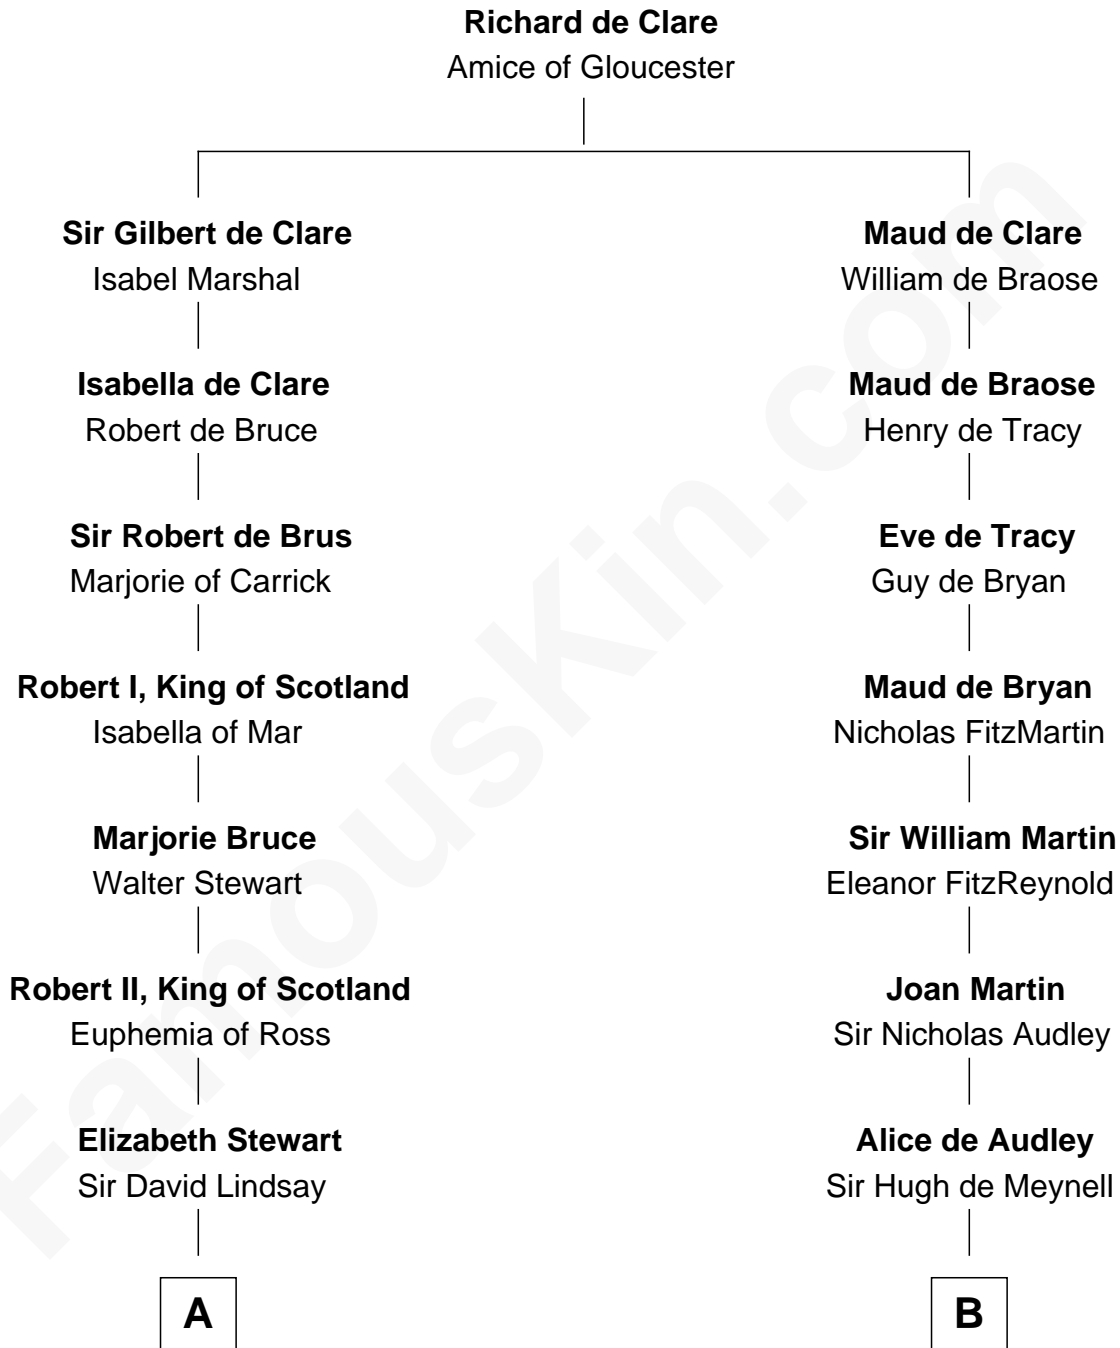 Richard de Clare
Amice of Gloucester
Sir Gilbert de Clare
Isabel Marshal
Isabella de Clare
Robert de Bruce
Sir Robert de Brus
Marjorie of Carrick
Robert I, King of Scotland
Isabella of Mar
Marjorie Bruce
Walter Stewart
Robert II, King of Scotland
Euphemia of Ross
Elizabeth Stewart
Sir David Lindsay
A
Maud de Clare
William de Braose
Maud de Braose
Henry de Tracy
Eve de Tracy
Guy de Bryan
Maud de Bryan
Nicholas FitzMartin
Sir William Martin
Eleanor FitzReynold
Joan Martin
Sir Nicholas Audley
Alice de Audley
Sir Hugh de Meynell
B
FamousKin.com